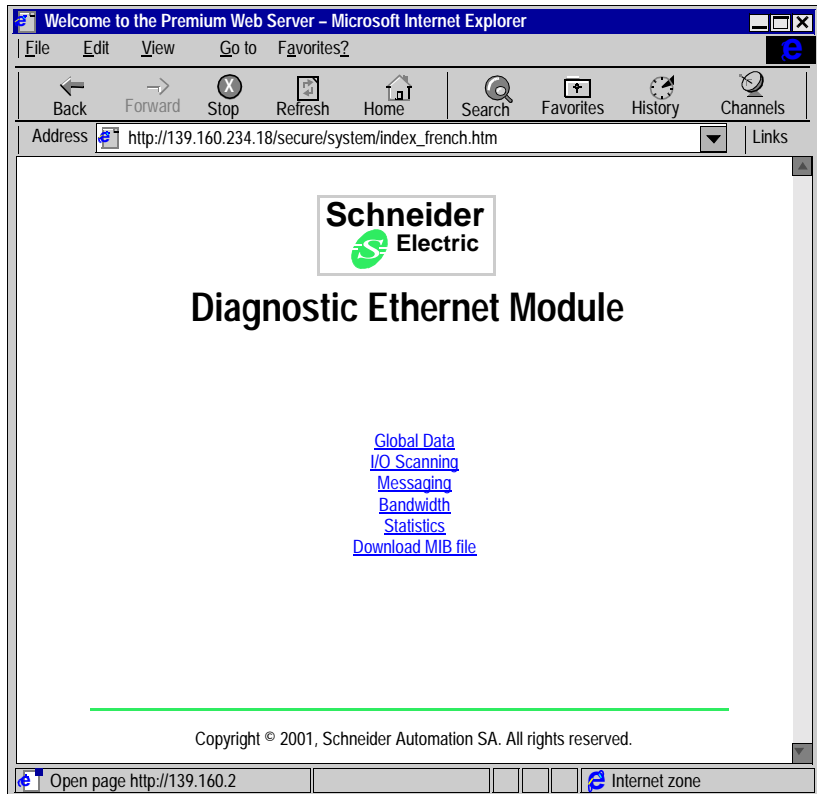 Welcome to the Premium Web Server – Microsoft Internet Explorer
File Edit View Go to Favorites?
Back Forward Stop Refresh Home Search Favorites History Channels
Address http://139.160.234.18/secure/system/index_french.htm Links
Schneider
Electric
Diagnostic Ethernet Module
Global Data
I/O Scanning
Messaging
Bandwidth
Statistics
Download MIB file
Copyright © 2001, Schneider Automation SA. All rights reserved.
Open page http://139.160.2 Internet zone